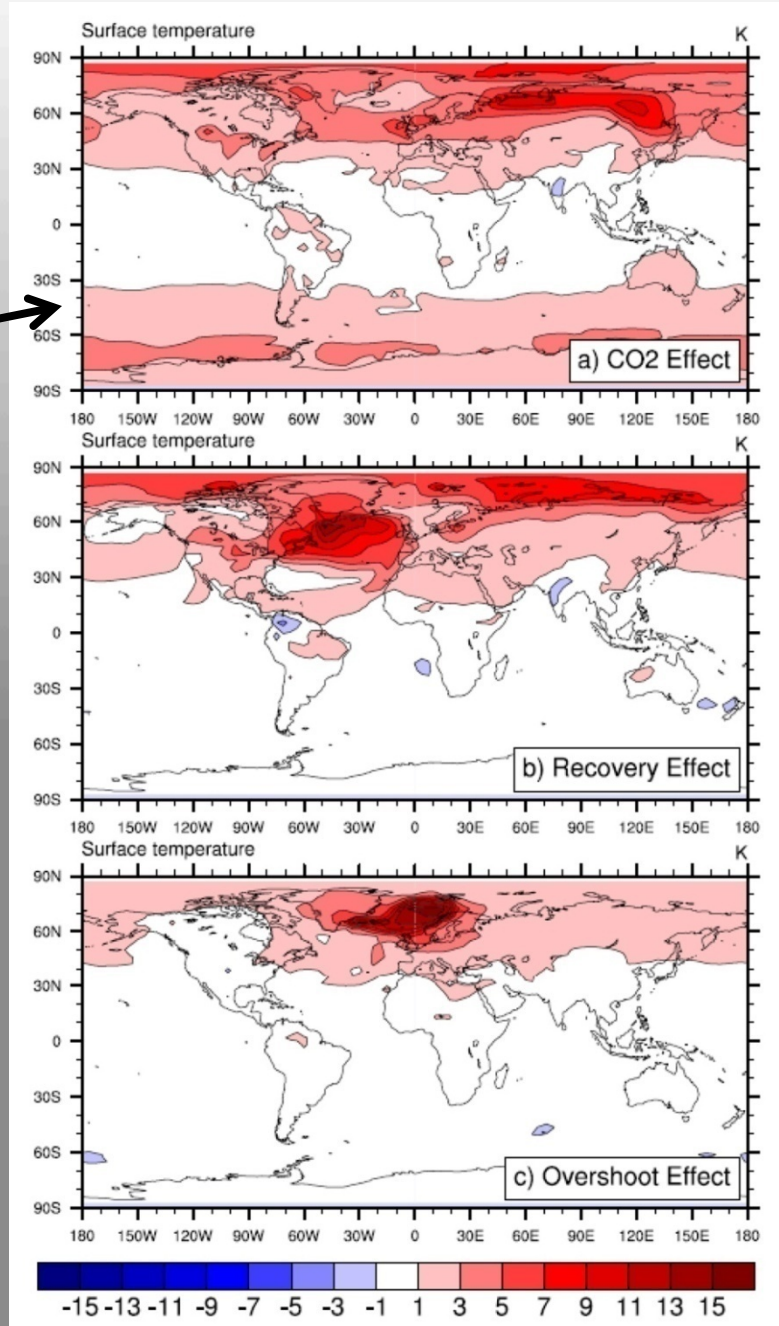 Surface temperature K
90N
60N
30N
0
30S
60S
90S
3
a) CO2 Effect
180 150W 120W 90W 60W 30W 0 30E 60E 90E 120E 150E 180
Surface temperature K
90N
60N
30N
0
30S
60S
90S
3
3
b) Recovery Effect
180 150W 120W 90W 60W 30W 0 30E 60E 90E 120E 150E 180
Surface temperature K
90N
60N
30N
0
30S
60S
90S
c) Overshoot Effect
180 150W 120W 90W 60W 30W 0 30E 60E 90E 120E 150E 180
-15 -13 -11 -9 -7 -5 -3 -1 1 3 5 7 9 11 13 15